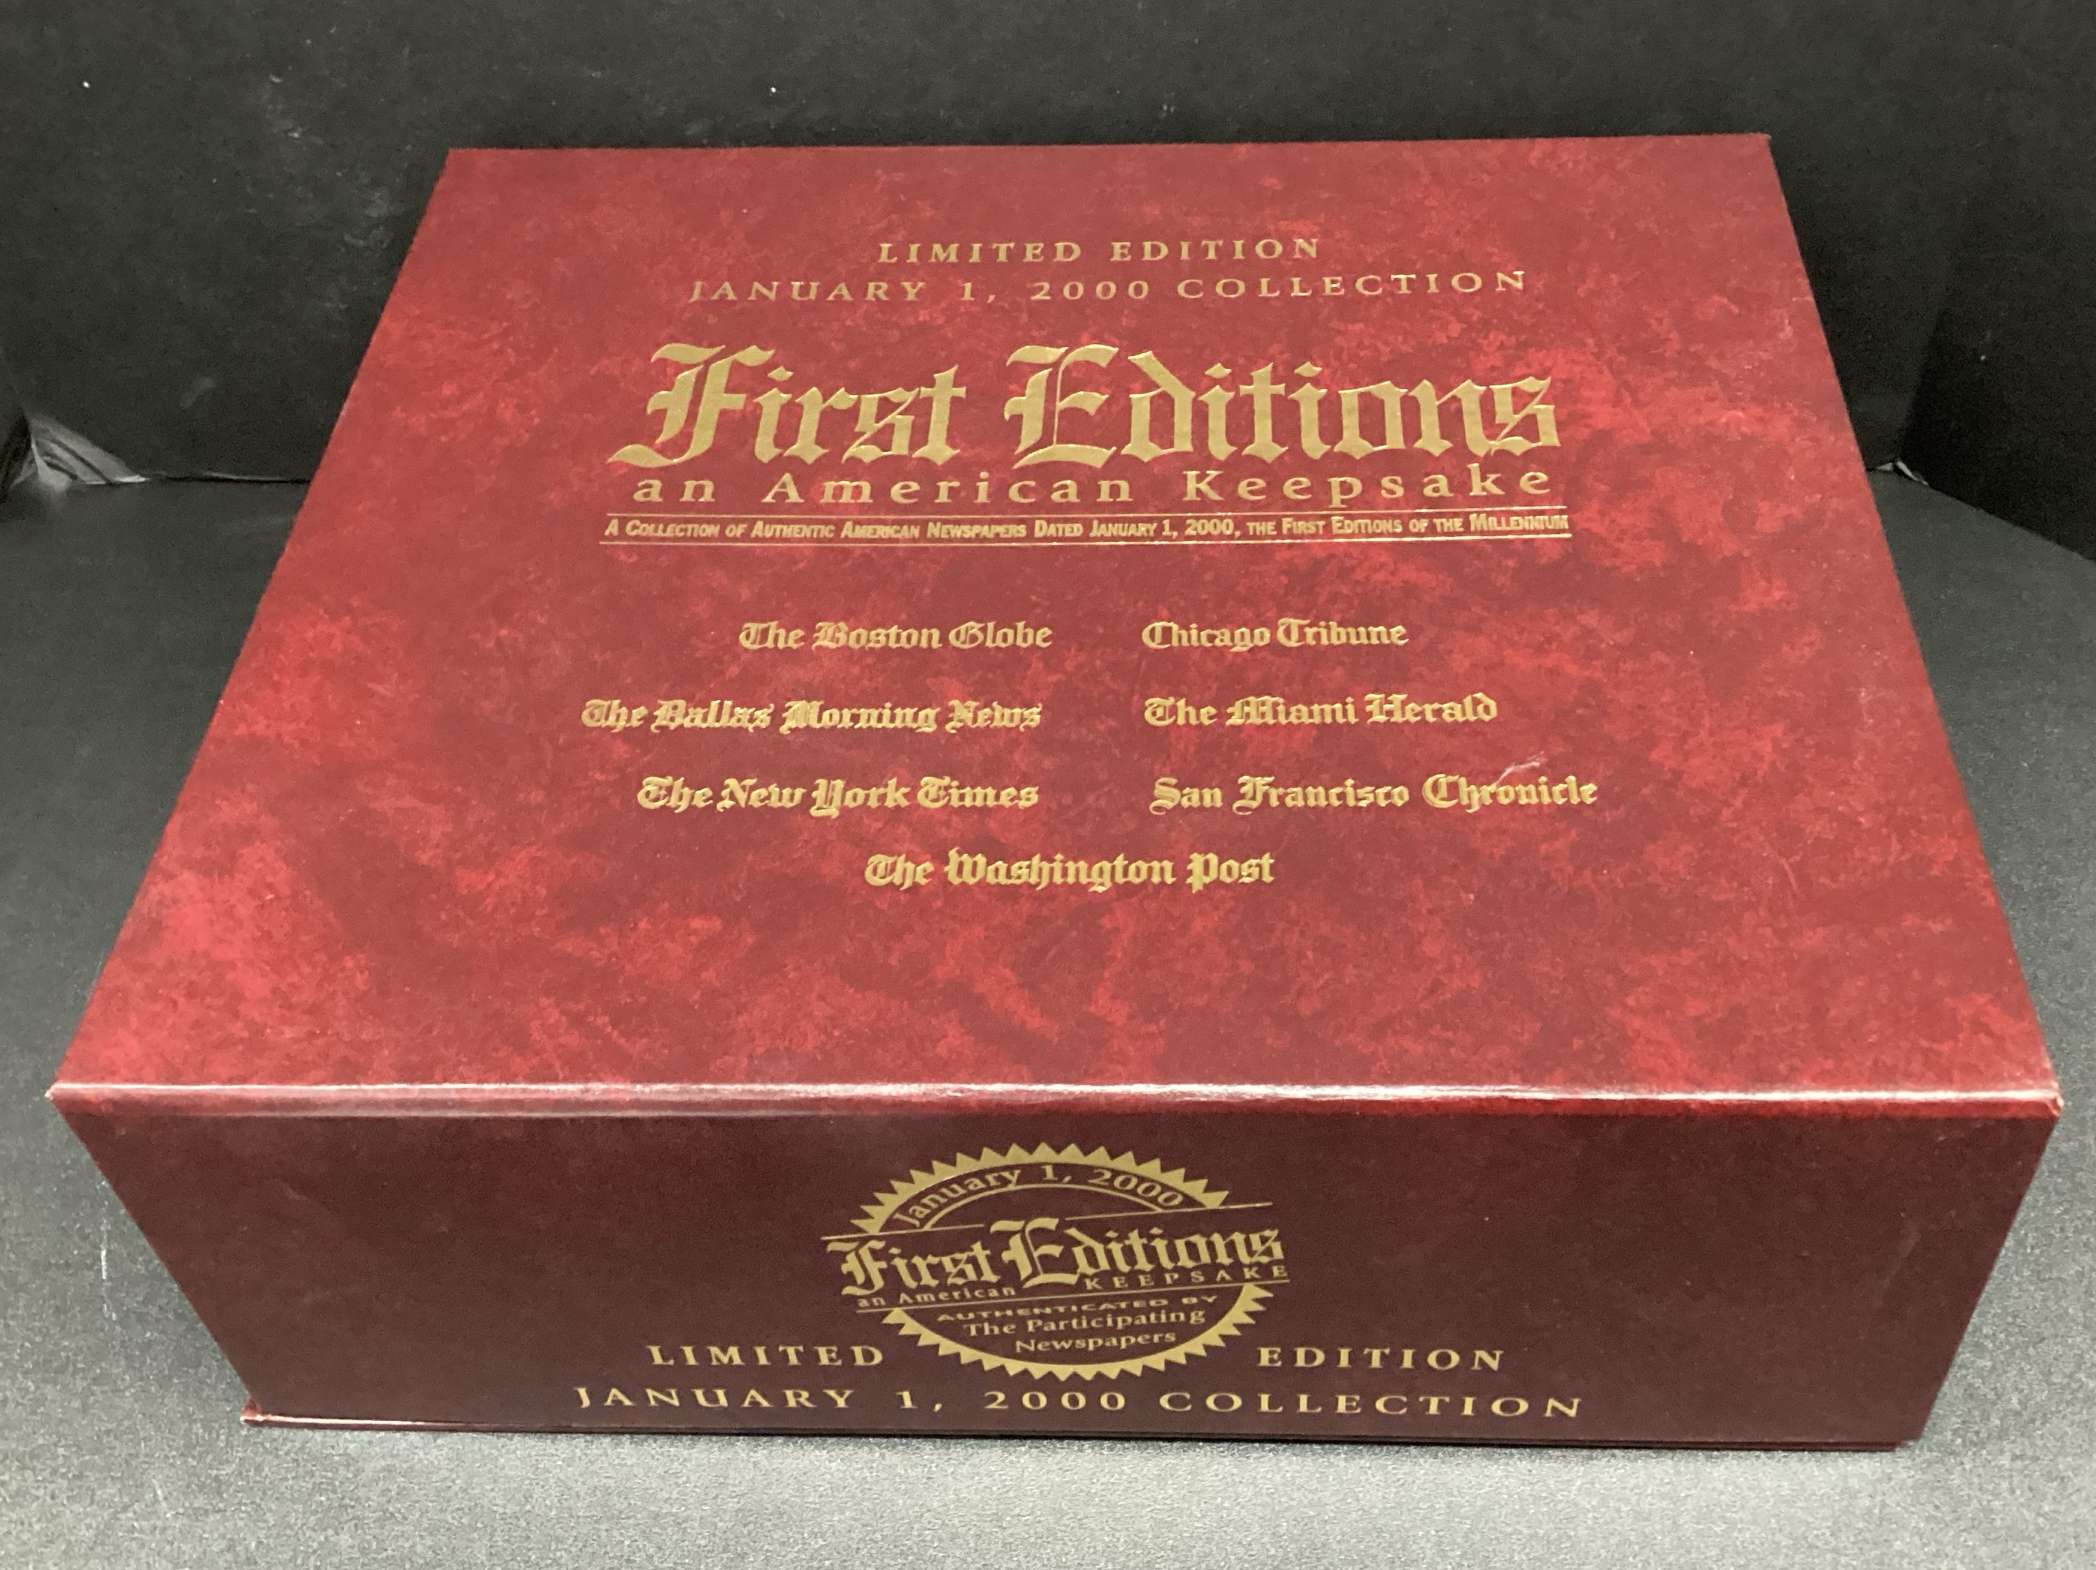 LIMITED EDITION
JANUARY 1, 2000 COLLECTION
First Editions
an American Keepsake
A COLLECTION OF AUTHENTIC AMERICAN NEWSPAPERS DATED JANUARY 1, 2000, THE FIRST EDITIONS OF THE MILLENNIUM
The Boston Globe Chicago Tribune
The Dallas Morning News The Miami Herald
The New York Times San Francisco Chronicle
The Washington Post
January 1, 2000
First Editions
an American KEEPSAKE
AUTHENTICATED BY
The Participating
Newspapers
LIMITED EDITION
JANUARY 1, 2000 COLLECTION